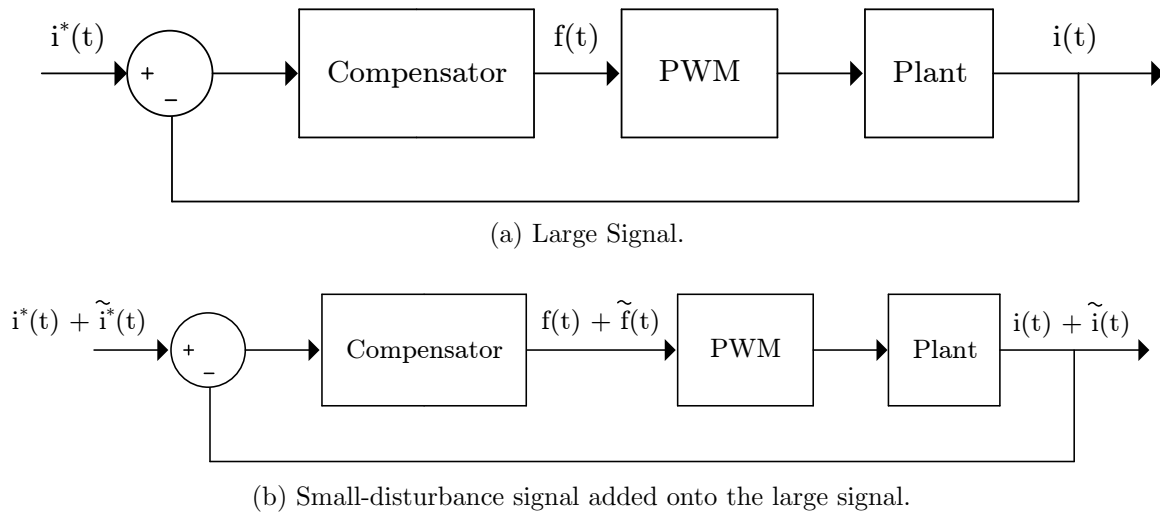 i*(t)
+
−
Compensator
f(t)
PWM
Plant
i(t)
(a) Large Signal.
i*(t) + ĩ*(t)
+
−
Compensator
f(t) + f̃(t)
PWM
Plant
i(t) + ĩ(t)
(b) Small-disturbance signal added onto the large signal.